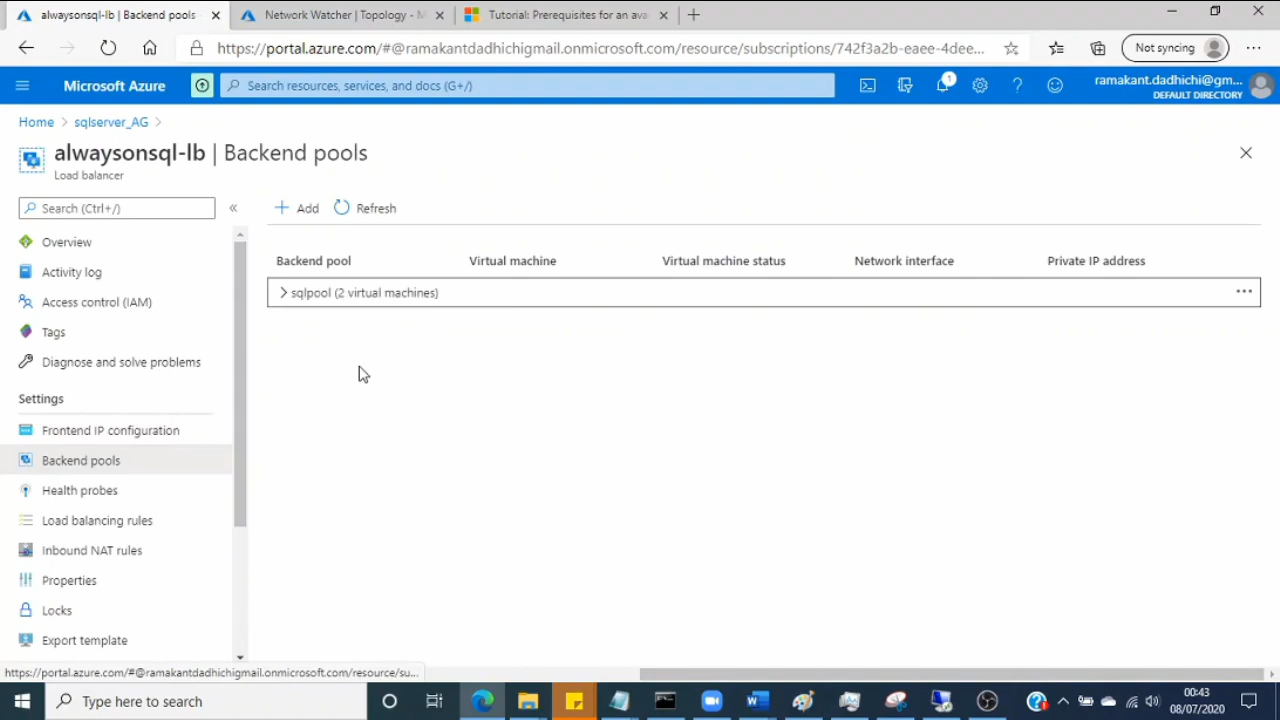 alwaysonsql-lb | Backend pools -
Network Watcher | Topology - M
Tutorial: Prerequisites for an ava
https://portal.azure.com/#@ramakantdadhichigmail.onmicrosoft.com/resource/subscriptions/742f3a2b-eaee-4dee...
Not syncing
Microsoft Azure
Search resources, services, and docs (G+/)
1
ramakant.dadhichi@gm...
DEFAULT DIRECTORY
Home > sqlserver_AG >
alwaysonsql-lb | Backend pools
Load balancer
Search (Ctrl+/)
«
Add
Refresh
Overview
Activity log
Access control (IAM)
Tags
Diagnose and solve problems
Settings
Frontend IP configuration
Backend pools
Health probes
Load balancing rules
Inbound NAT rules
Properties
Locks
Export template
Backend pool Virtual machine Virtual machine status Network interface Private IP address
sqlpool (2 virtual machines)
https://portal.azure.com/#@ramakantdadhichigmail.onmicrosoft.com/resource/su...
Type here to search
00:43
08/07/2020